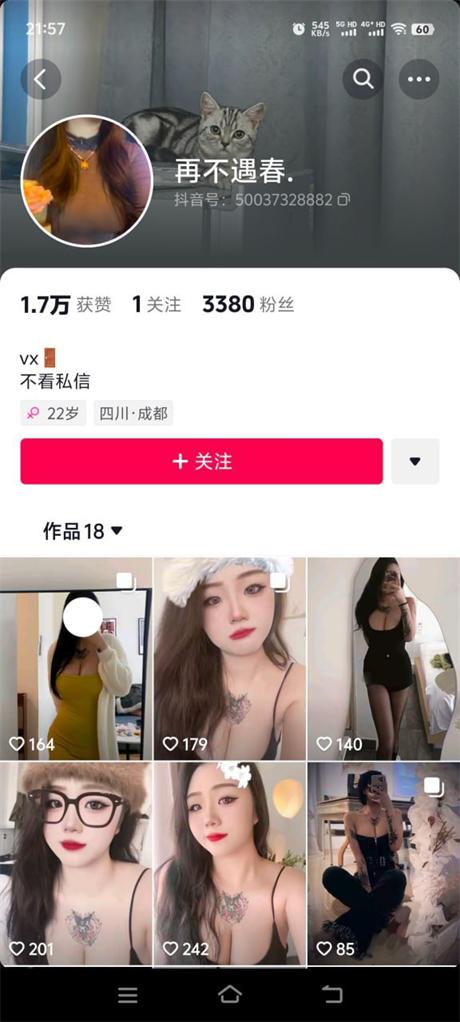 21:57
545 KB/s 5G HD 4G+ HD 60
再不遇春.
抖音号：50037328882
1.7万 获赞 1 关注 3380 粉丝
vx🚪
不看私信
22岁 四川·成都
+ 关注
作品 18
164 179 140
201 242 85